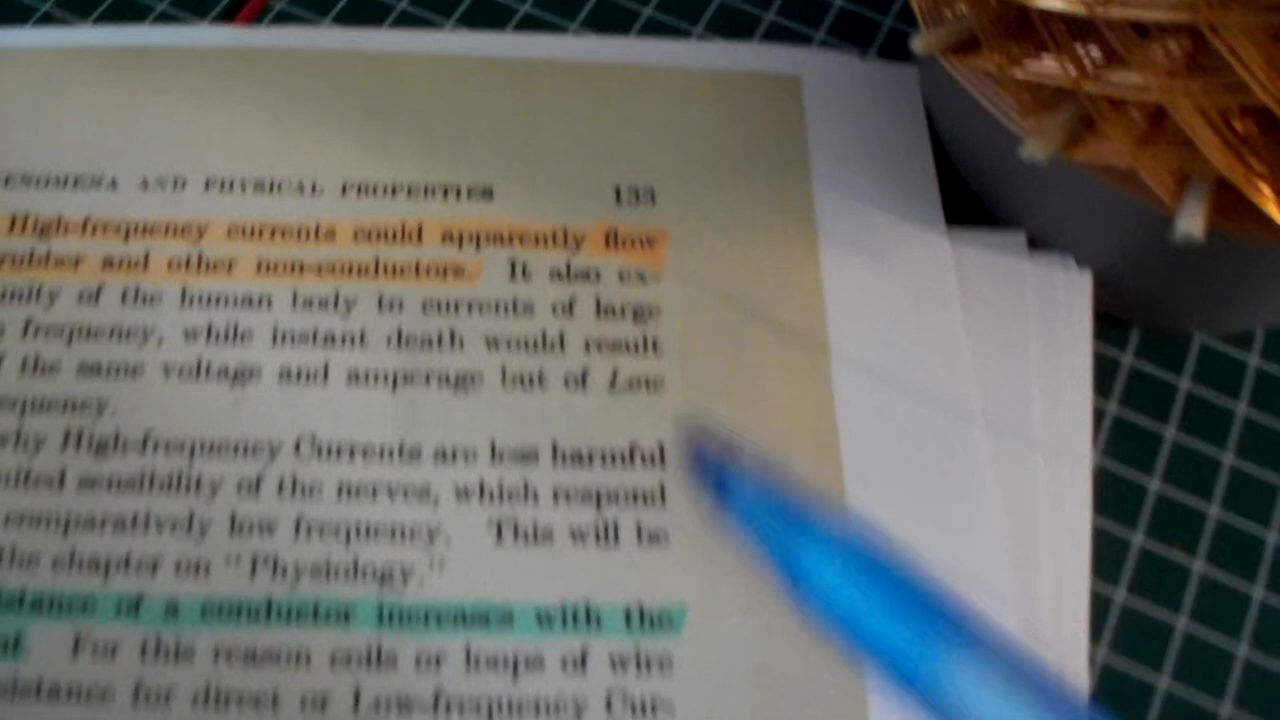 ENOMENA AND PHYSICAL PROPERTIES 133
High-frequency currents could apparently flow
rubber and other non-conductors. It also ex-
nity of the human body to currents of large
frequency, while instant death would result
the same voltage and amperage but of Low
equency.
why High-frequency Currents are less harmful
sensibility of the nerves, which respond
comparatively low frequency. This will be
the chapter on "Physiology."
istance of a conductor increases with the
For this reason coils or loops of wire
sistance for direct or Low-frequency Cur-